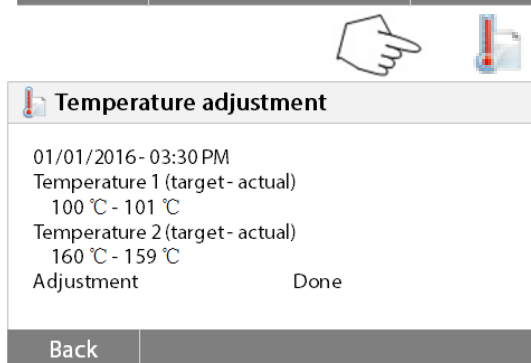 Temperature adjustment
01/01/2016 - 03:30 PM
Temperature 1 (target - actual)
100 °C - 101 °C
Temperature 2 (target - actual)
160 °C - 159 °C
Adjustment Done
Back